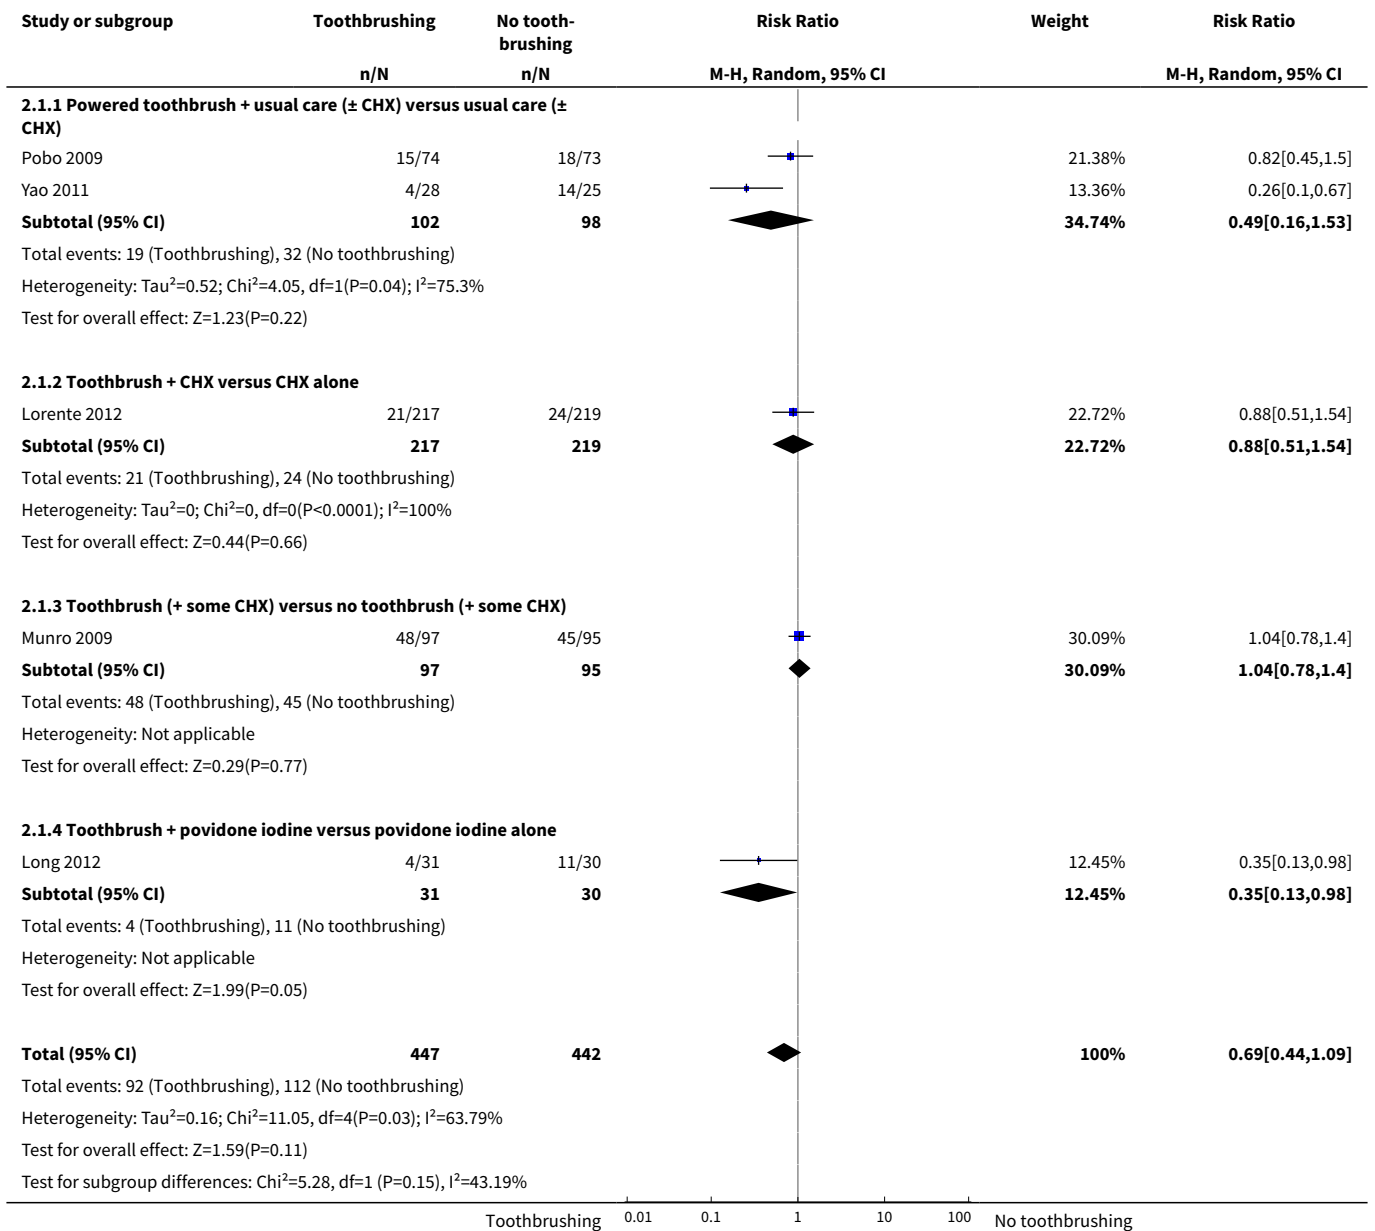 Study or subgroup Toothbrushing No tooth- Risk Ratio Weight Risk Ratio
brushing
n/N n/N M-H, Random, 95% CI M-H, Random, 95% CI
2.1.1 Powered toothbrush + usual care (± CHX) versus usual care (±
CHX)
Pobo 2009 15/74 18/73 21.38% 0.82[0.45,1.5]
Yao 2011 4/28 14/25 13.36% 0.26[0.1,0.67]
Subtotal (95% CI) 102 98 34.74% 0.49[0.16,1.53]
Total events: 19 (Toothbrushing), 32 (No toothbrushing)
Heterogeneity: Tau²=0.52; Chi²=4.05, df=1(P=0.04); I²=75.3%
Test for overall effect: Z=1.23(P=0.22)
2.1.2 Toothbrush + CHX versus CHX alone
Lorente 2012 21/217 24/219 22.72% 0.88[0.51,1.54]
Subtotal (95% CI) 217 219 22.72% 0.88[0.51,1.54]
Total events: 21 (Toothbrushing), 24 (No toothbrushing)
Heterogeneity: Tau²=0; Chi²=0, df=0(P<0.0001); I²=100%
Test for overall effect: Z=0.44(P=0.66)
2.1.3 Toothbrush (+ some CHX) versus no toothbrush (+ some CHX)
Munro 2009 48/97 45/95 30.09% 1.04[0.78,1.4]
Subtotal (95% CI) 97 95 30.09% 1.04[0.78,1.4]
Total events: 48 (Toothbrushing), 45 (No toothbrushing)
Heterogeneity: Not applicable
Test for overall effect: Z=0.29(P=0.77)
2.1.4 Toothbrush + povidone iodine versus povidone iodine alone
Long 2012 4/31 11/30 12.45% 0.35[0.13,0.98]
Subtotal (95% CI) 31 30 12.45% 0.35[0.13,0.98]
Total events: 4 (Toothbrushing), 11 (No toothbrushing)
Heterogeneity: Not applicable
Test for overall effect: Z=1.99(P=0.05)
Total (95% CI) 447 442 100% 0.69[0.44,1.09]
Total events: 92 (Toothbrushing), 112 (No toothbrushing)
Heterogeneity: Tau²=0.16; Chi²=11.05, df=4(P=0.03); I²=63.79%
Test for overall effect: Z=1.59(P=0.11)
Test for subgroup differences: Chi²=5.28, df=1 (P=0.15), I²=43.19%
Toothbrushing 0.01 0.1 1 10 100 No toothbrushing